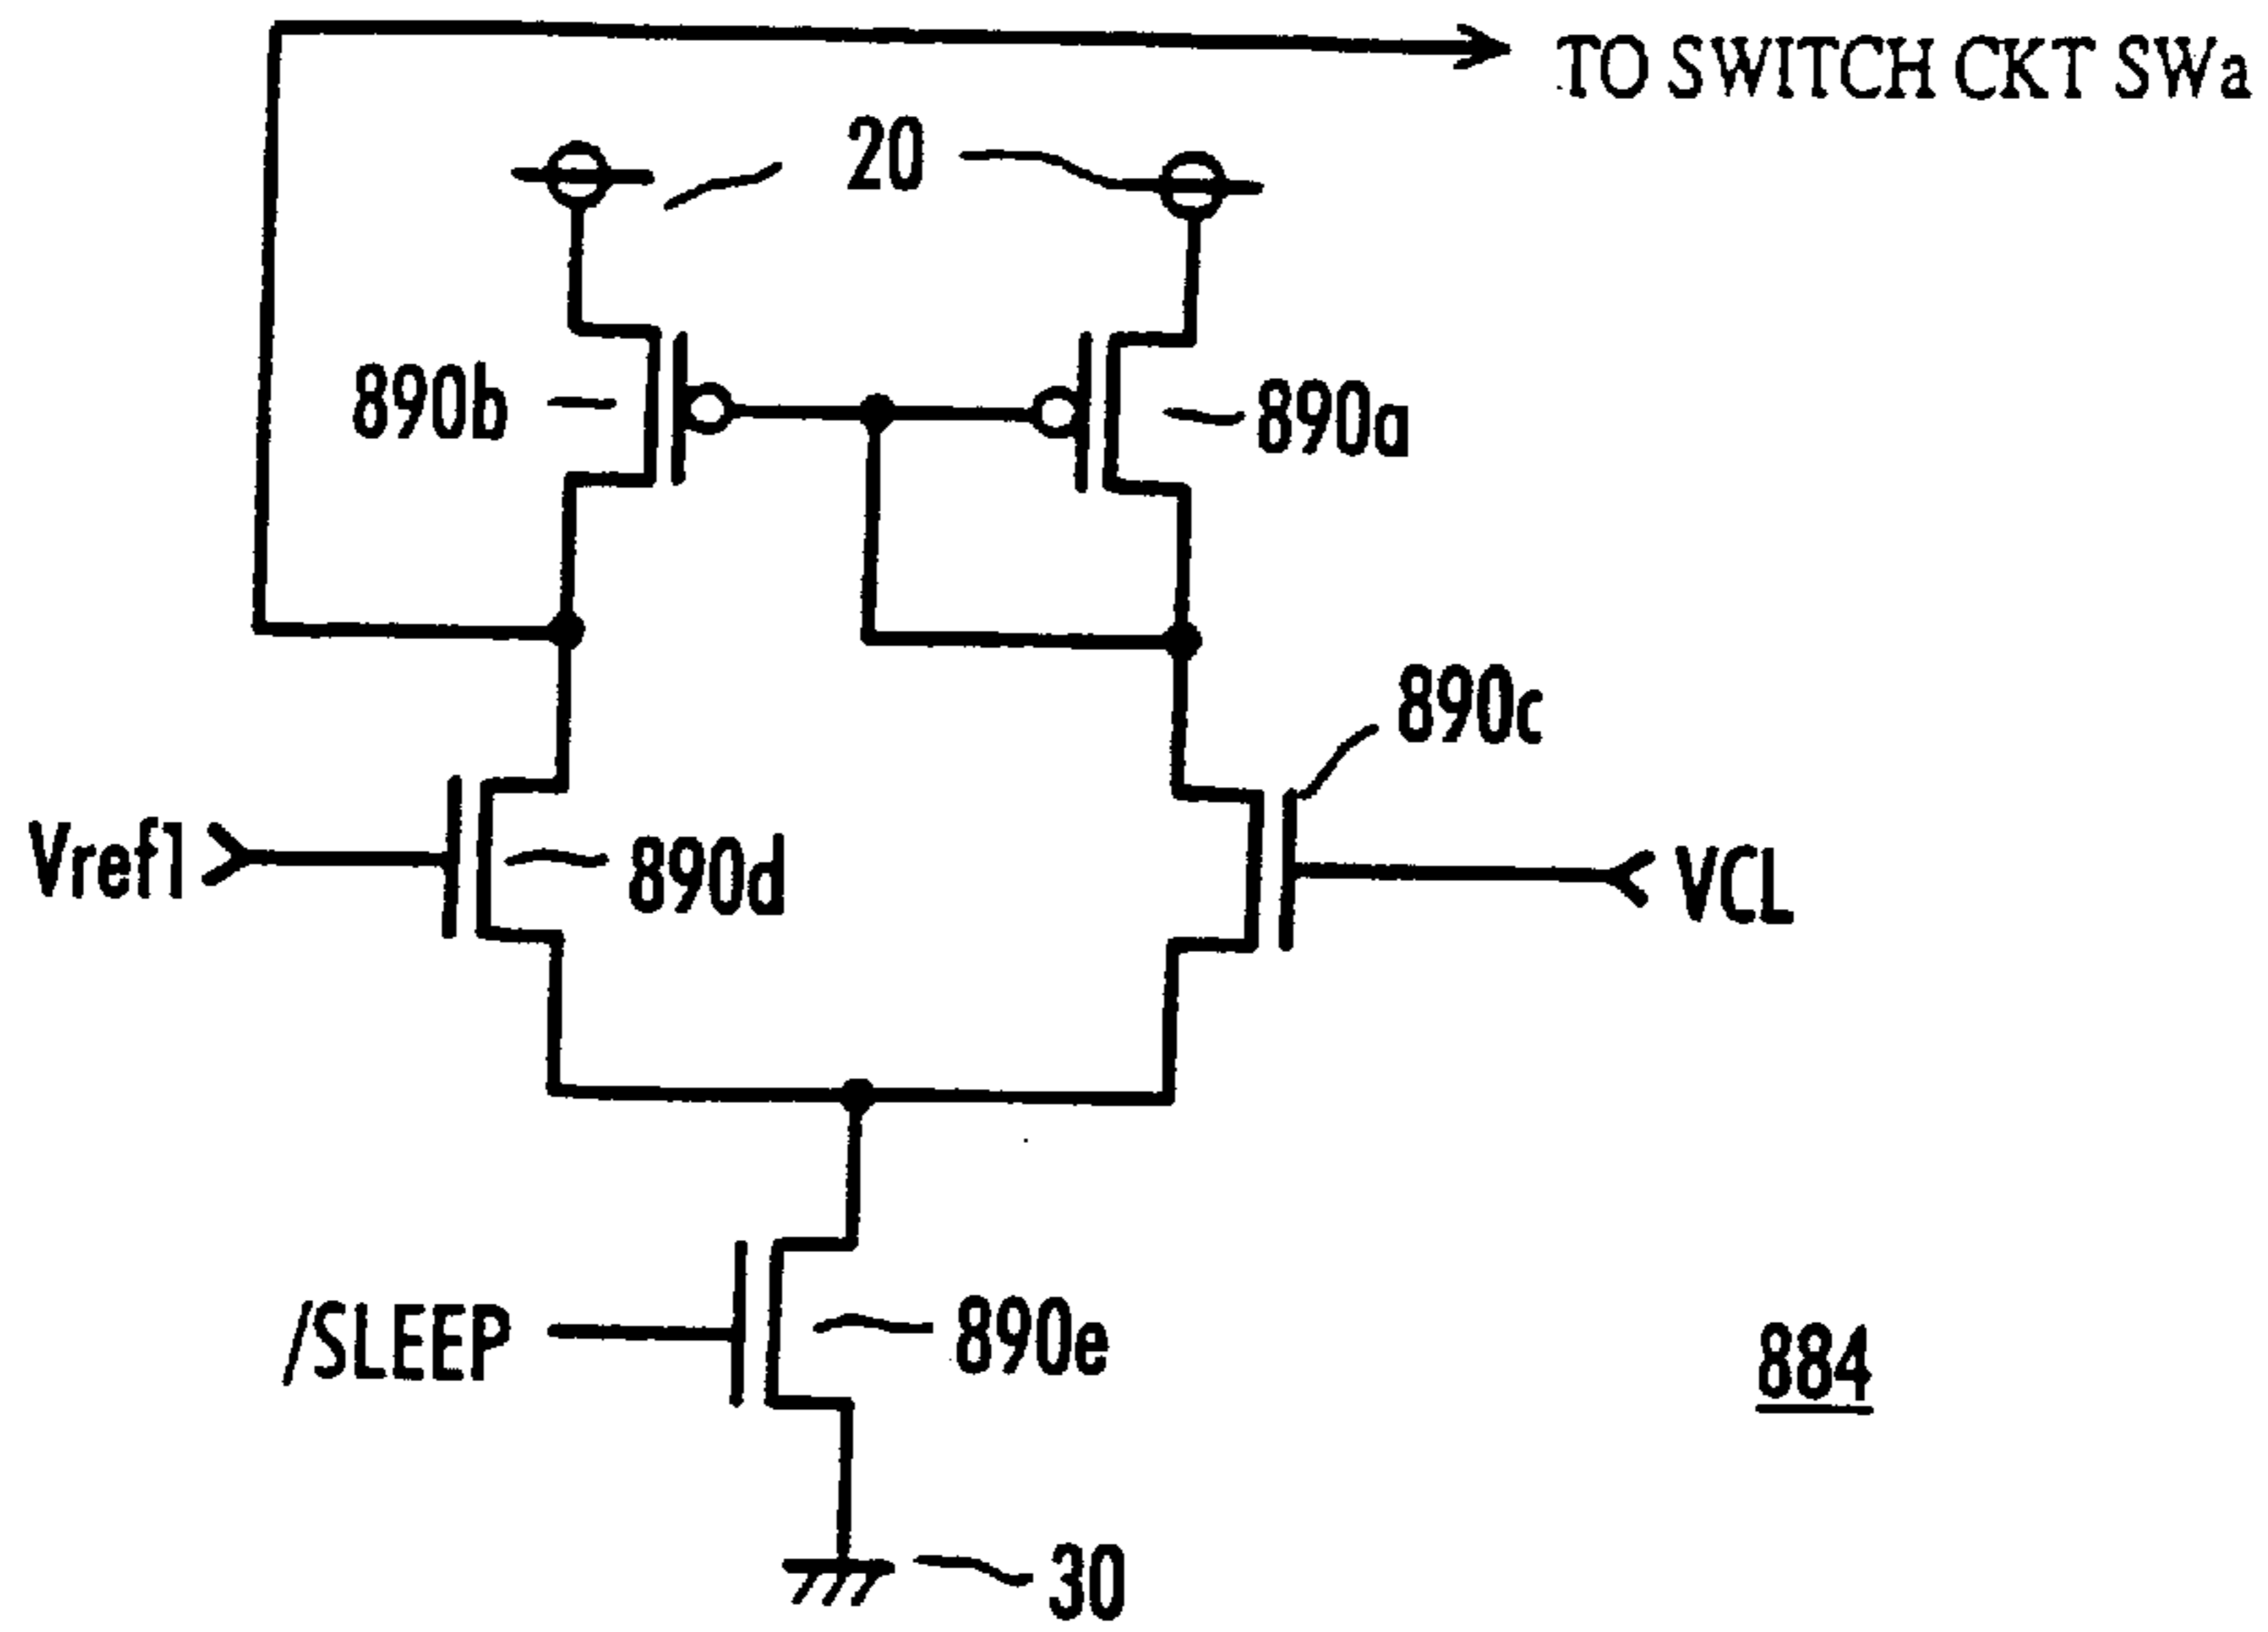 TO SWITCH CKT SWa
20
890b
890a
890c
Vref1
890d
VCL
/SLEEP
890e
884
30